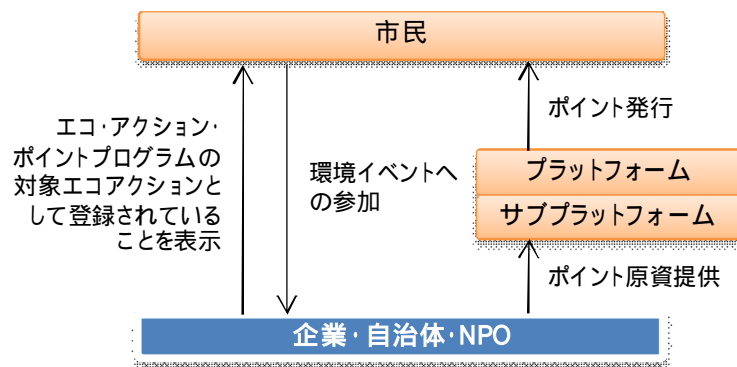 市民
エコ・アクション・
ポイントプログラムの
対象エコアクションと
して登録されている
ことを表示
環境イベントへ
の参加
ポイント発行
プラットフォーム
サブプラットフォーム
ポイント原資提供
企業・自治体・NPO